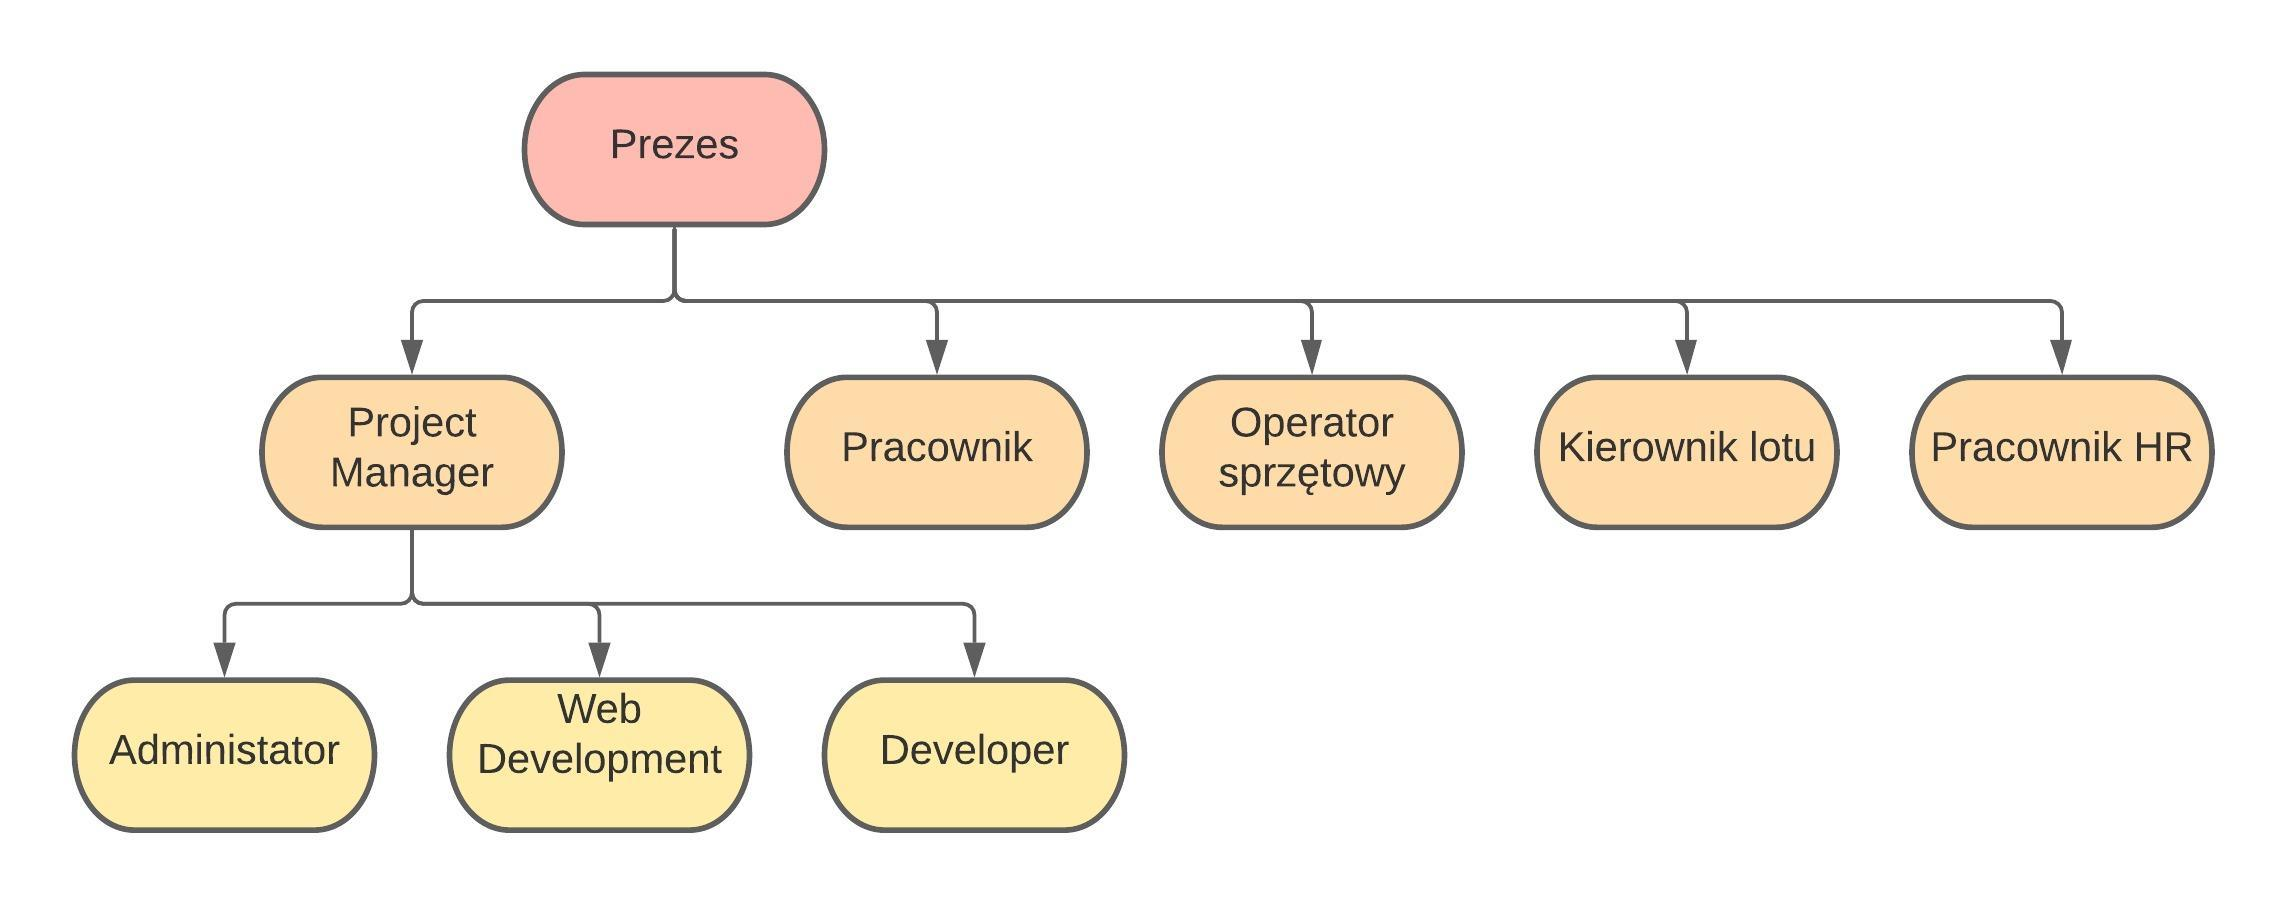 Prezes
Project
Manager
Pracownik
Operator
sprzętowy
Kierownik lotu
Pracownik HR
Administator
Web
Development
Developer